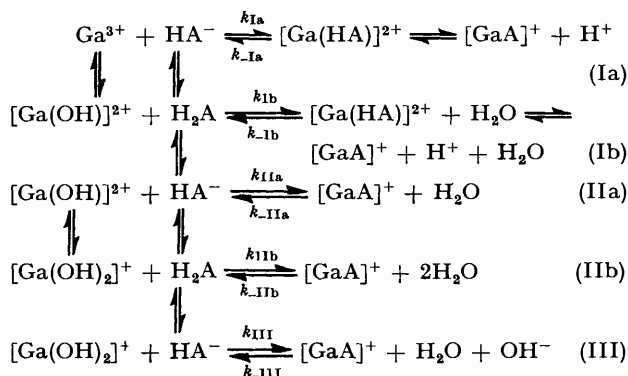 k_Ia
Ga³⁺ + HA⁻ ⇌ [Ga(HA)]²⁺ ⇌ [GaA]⁺ + H⁺
k_–Ia
(Ia)
k_Ib
[Ga(OH)]²⁺ + H₂A ⇌ [Ga(HA)]²⁺ + H₂O ⇌
k_–Ib
[GaA]⁺ + H⁺ + H₂O (Ib)
k_IIa
[Ga(OH)]²⁺ + HA⁻ ⇌ [GaA]⁺ + H₂O (IIa)
k_–IIa
k_IIb
[Ga(OH)₂]⁺ + H₂A ⇌ [GaA]⁺ + 2H₂O (IIb)
k_–IIb
k_III
[Ga(OH)₂]⁺ + HA⁻ ⇌ [GaA]⁺ + H₂O + OH⁻ (III)
k_–III